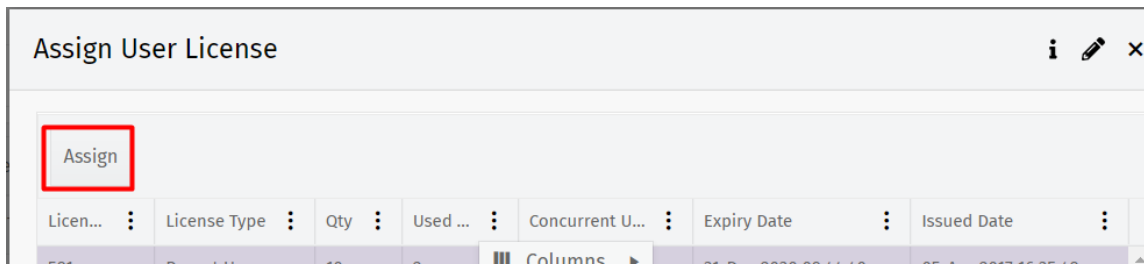 Assign User License
Assign
Licen... License Type Qty Used ... Concurrent U... Expiry Date Issued Date
Columns